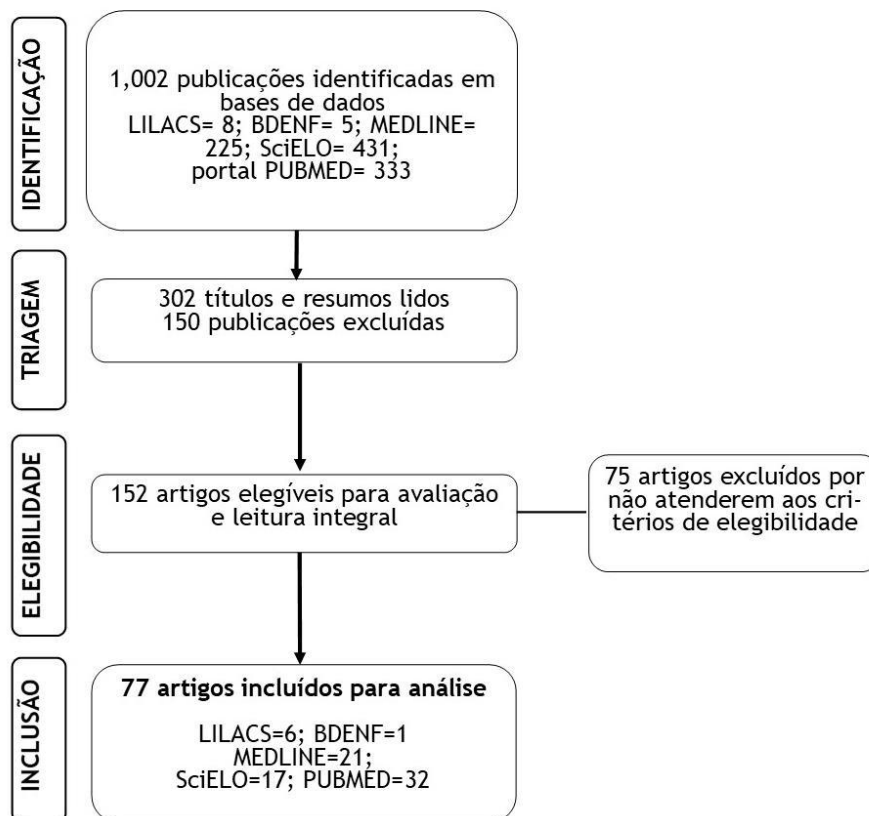 IDENTIFICAÇÃO
1,002 publicações identificadas em
bases de dados
LILACS= 8; BDENF= 5; MEDLINE=
225; SciELO= 431;
portal PUBMED= 333
TRIAGEM
302 títulos e resumos lidos
150 publicações excluídas
ELEGIBILIDADE
152 artigos elegíveis para avaliação
e leitura integral
75 artigos excluídos por
não atenderem aos cri-
térios de elegibilidade
INCLUSÃO
77 artigos incluídos para análise
LILACS=6; BDENF=1
MEDLINE=21;
SciELO=17; PUBMED=32